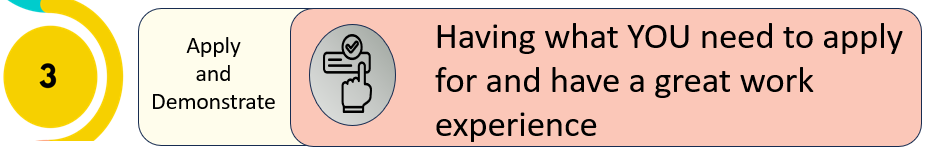 3
Apply
and
Demonstrate
Having what YOU need to apply
for and have a great work
experience